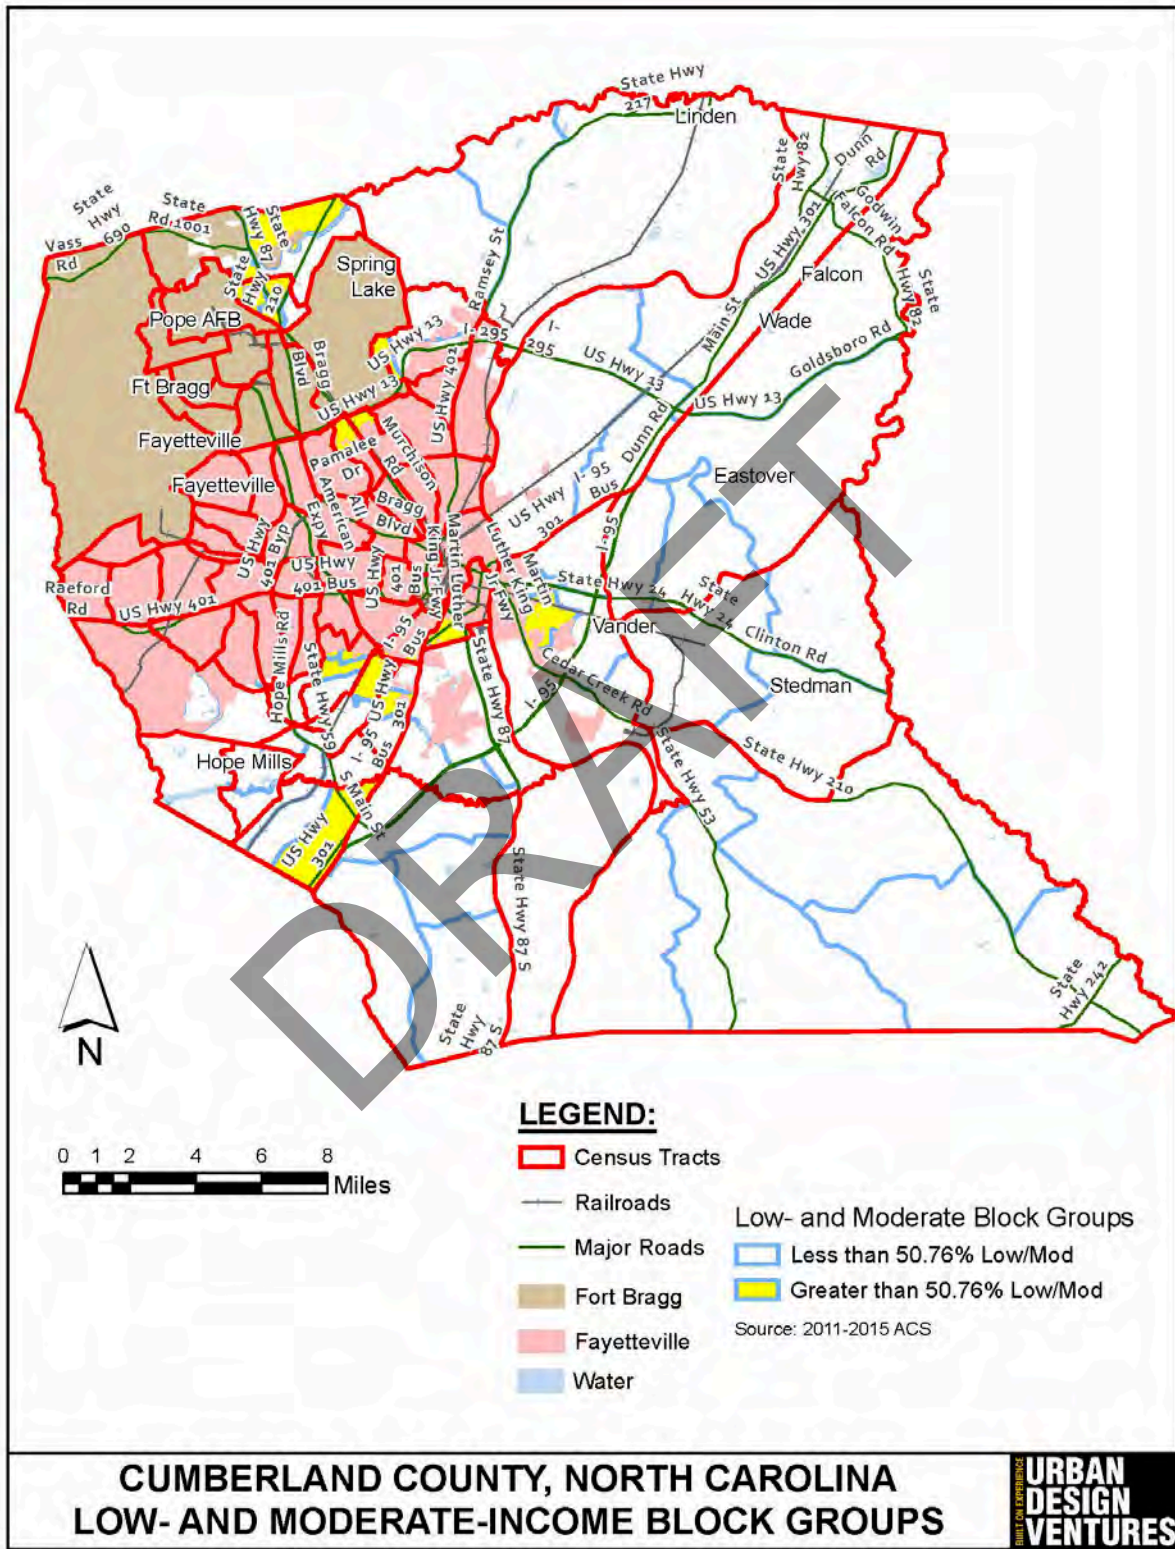 State Hwy
217
Linden
State
Hwy 82
Dunn
Rd
Godwin
Falcon Rd
US Hwy 301
Falcon
State
Hwy 82
State
Hwy
690
Vass
Rd
State
Rd 1001
State
Hwy 87
State
Hwy
210
Spring
Lake
Pope AFB
Ft Bragg
Fayetteville
Fayetteville
Bragg
Blvd
US Hwy 13
US Hwy 13
I- 295
I-
295
Ramsey St
US Hwy 401
US Hwy 13
Main St
Wade
Goldsboro Rd
US Hwy 13
Dunn Rd
Eastover
Pamalee
Dr
Murchison
Rd
All
American
Expy
Bragg
Blvd
US Hwy
401 Byp
US Hwy
401 Bus
US Hwy
401
Bus
Martin Luther
King Jr Fwy
Martin
Luther King
Jr Fwy
US Hwy
301
I- 95
Bus
I- 95
State Hwy 24
State
Hwy 24
Vander
Clinton Rd
Stedman
Cedar Creek Rd
Raeford
Rd
US Hwy 401
Hope Mills Rd
State Hwy 59
I- 95
Bus
US Hwy
301
I- 95
Bus
State Hwy 87
I- 95
Hope Mills
S Main St
US Hwy
301
State Hwy 53
State Hwy 210
State Hwy 87 S
State
Hwy
87 S
State
Hwy 242
DRAFT
N
0 1 2 4 6 8
Miles
LEGEND:
Census Tracts
Railroads
Major Roads
Fort Bragg
Fayetteville
Water
Low- and Moderate Block Groups
Less than 50.76% Low/Mod
Greater than 50.76% Low/Mod
Source: 2011-2015 ACS
CUMBERLAND COUNTY, NORTH CAROLINA
LOW- AND MODERATE-INCOME BLOCK GROUPS
BUILT ON EXPERIENCE
URBAN
DESIGN
VENTURES